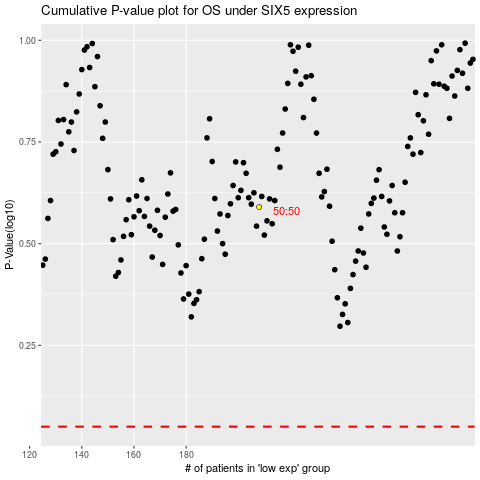 Cumulative P-value plot for OS under SIX5 expression
P-Value(log10)
1.00
0.75
0.50
0.25
50:50
120 140 160 180
# of patients in 'low exp' group